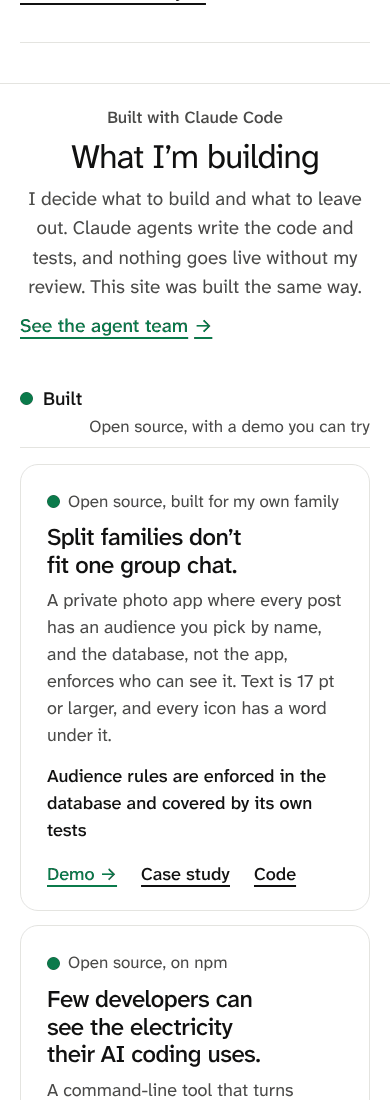 Built with Claude Code
What I’m building
I decide what to build and what to leave
out. Claude agents write the code and
tests, and nothing goes live without my
review. This site was built the same way.
See the agent team →
Built
Open source, with a demo you can try
Open source, built for my own family
Split families don’t
fit one group chat.
A private photo app where every post
has an audience you pick by name,
and the database, not the app,
enforces who can see it. Text is 17 pt
or larger, and every icon has a word
under it.
Audience rules are enforced in the
database and covered by its own
tests
Demo → Case study Code
Open source, on npm
Few developers can
see the electricity
their AI coding uses.
A command-line tool that turns